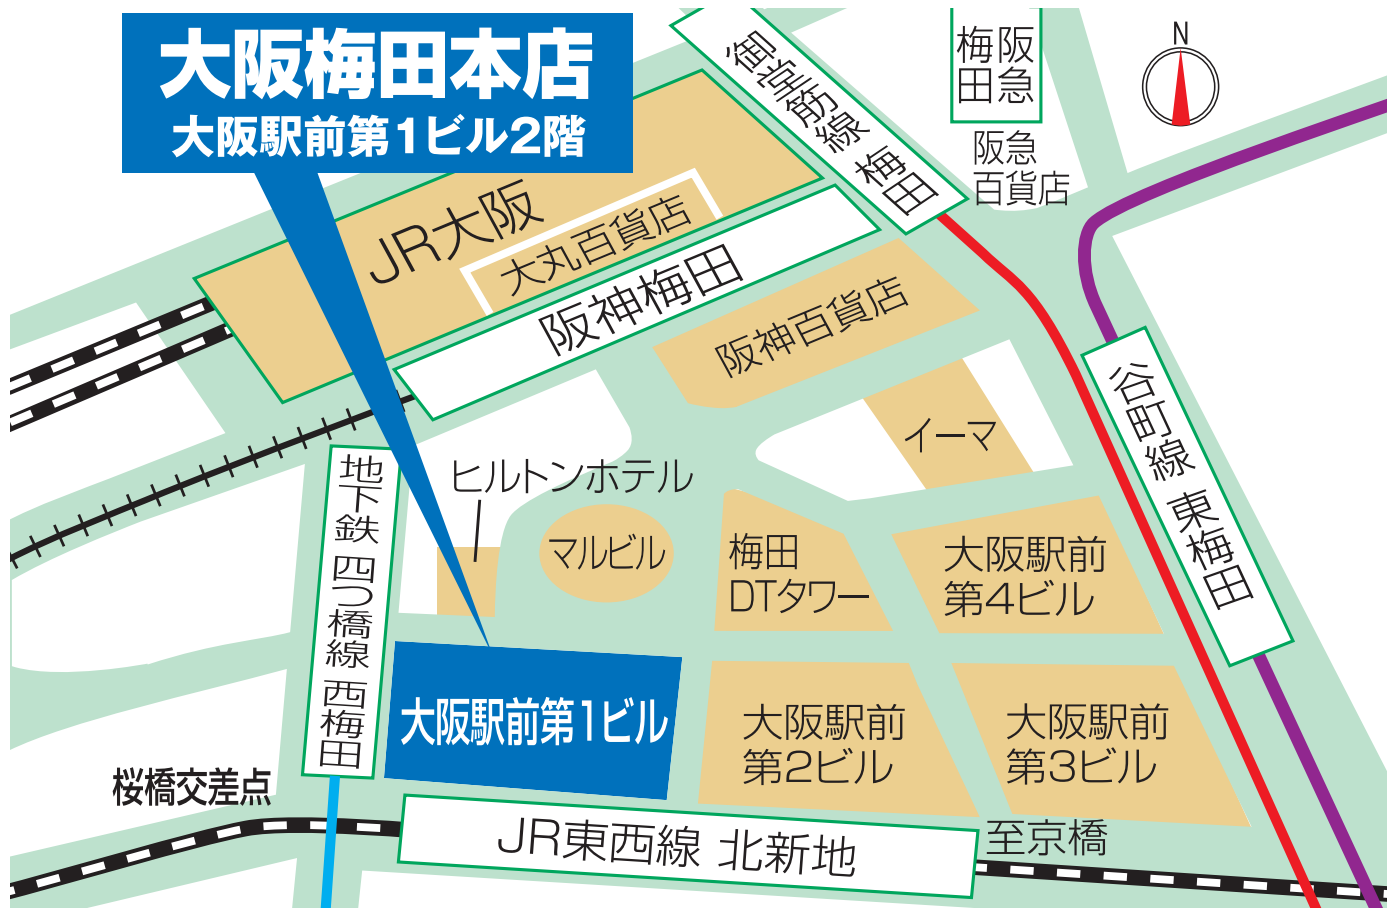 大阪梅田本店
大阪駅前第1ビル2階
御堂筋線 梅田
阪急
梅田
N
阪急
百貨店
JR大阪
大丸百貨店
阪神梅田
阪神百貨店
イーマ
谷町線 東梅田
地下鉄 四つ橋線 西梅田
ヒルトンホテル
マルビル
梅田
DTタワー
大阪駅前
第4ビル
大阪駅前第1ビル
大阪駅前
第2ビル
大阪駅前
第3ビル
桜橋交差点
JR東西線 北新地
至京橋